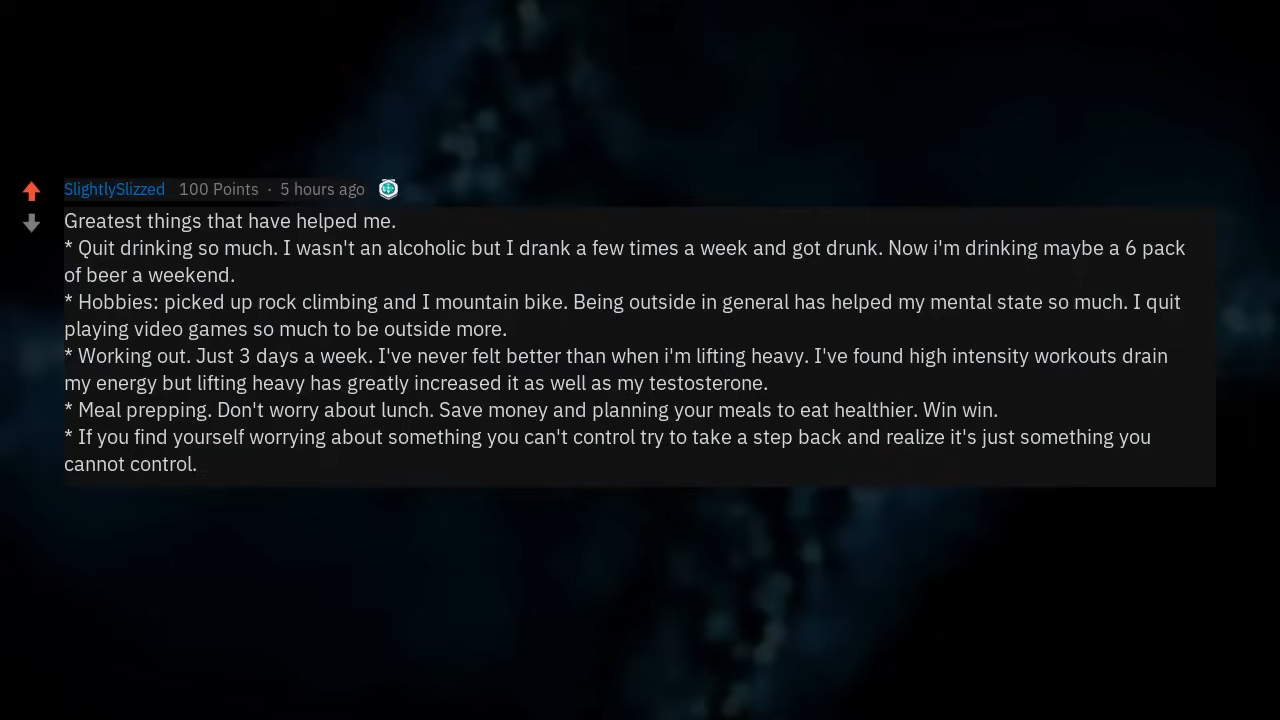 SlightlySlizzed 100 Points · 5 hours ago
Greatest things that have helped me.
* Quit drinking so much. I wasn't an alcoholic but I drank a few times a week and got drunk. Now i'm drinking maybe a 6 pack
of beer a weekend.
* Hobbies: picked up rock climbing and I mountain bike. Being outside in general has helped my mental state so much. I quit
playing video games so much to be outside more.
* Working out. Just 3 days a week. I've never felt better than when i'm lifting heavy. I've found high intensity workouts drain
my energy but lifting heavy has greatly increased it as well as my testosterone.
* Meal prepping. Don't worry about lunch. Save money and planning your meals to eat healthier. Win win.
* If you find yourself worrying about something you can't control try to take a step back and realize it's just something you
cannot control.